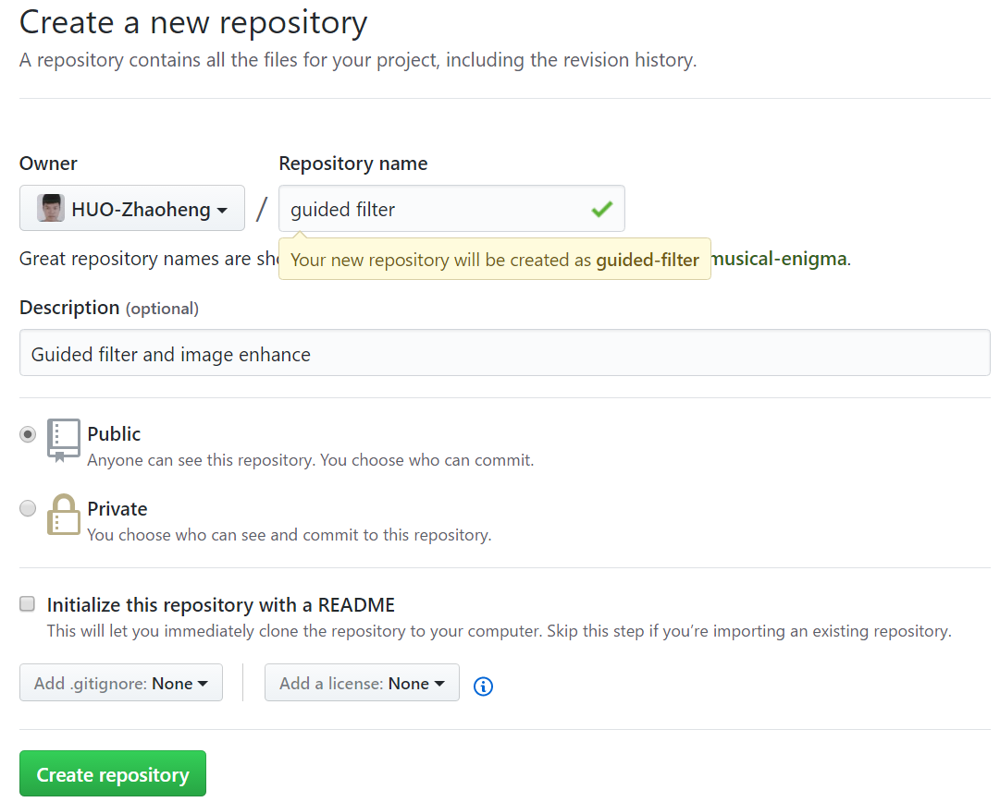 Create a new repository
A repository contains all the files for your project, including the revision history.
Owner
Repository name
HUO-Zhaoheng / guided filter
Great repository names are
Your new repository will be created as guided-filter
musical-enigma.
Description (optional)
Guided filter and image enhance
Public
Anyone can see this repository. You choose who can commit.
Private
You choose who can see and commit to this repository.
Initialize this repository with a README
This will let you immediately clone the repository to your computer. Skip this step if you’re importing an existing repository.
Add .gitignore: None
Add a license: None
Create repository